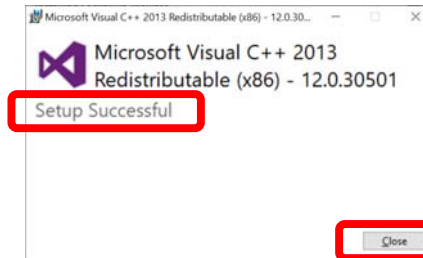 Microsoft Visual C++ 2013 Redistributable (x86) - 12.0.30...
Microsoft Visual C++ 2013
Redistributable (x86) - 12.0.30501
Setup Successful
Close